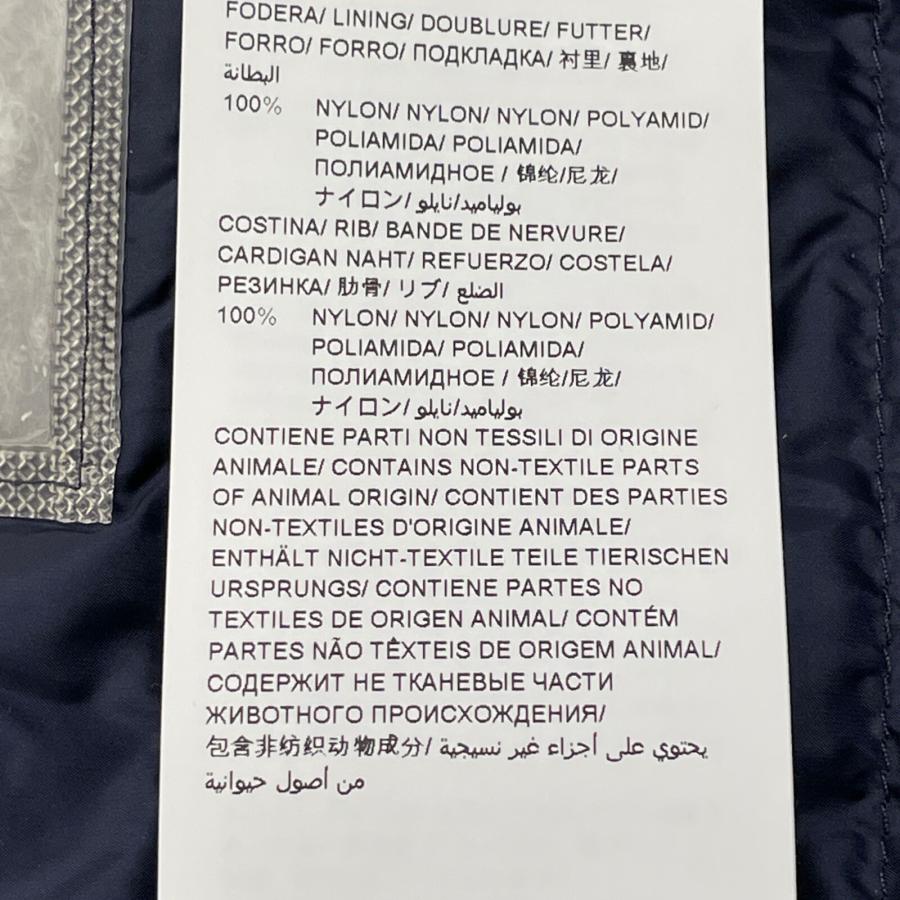 FODERA/ LINING/ DOUBLURE/ FUTTER/
FORRO/ FORRO/ ПОДКЛАДКА/ 衬里/ 裏地/
البطانة
100% NYLON/ NYLON/ NYLON/ POLYAMID/
POLIAMIDA/ POLIAMIDA/
ПОЛИАМИДНОЕ / 锦纶/尼龙/
ナイロン/ بولياميد/نايلو
COSTINA/ RIB/ BANDE DE NERVURE/
CARDIGAN NAHT/ REFUERZO/ COSTELA/
РЕЗИНКА/ 肋骨/ リブ/ الضلع
100% NYLON/ NYLON/ NYLON/ POLYAMID/
POLIAMIDA/ POLIAMIDA/
ПОЛИАМИДНОЕ / 锦纶/尼龙/
ナイロン/ بولياميد/نايلو
CONTIENE PARTI NON TESSILI DI ORIGINE
ANIMALE/ CONTAINS NON-TEXTILE PARTS
OF ANIMAL ORIGIN/ CONTIENT DES PARTIES
NON-TEXTILES D'ORIGINE ANIMALE/
ENTHÄLT NICHT-TEXTILE TEILE TIERISCHEN
URSPRUNGS/ CONTIENE PARTES NO
TEXTILES DE ORIGEN ANIMAL/ CONTÉM
PARTES NÃO TÊXTEIS DE ORIGEM ANIMAL/
СОДЕРЖИТ НЕ ТКАНЕВЫЕ ЧАСТИ
ЖИВОТНОГО ПРОИСХОЖДЕНИЯ/
包含非纺织动物成分/ يحتوي على أجزاء غير نسيجية
من أصول حيوانية